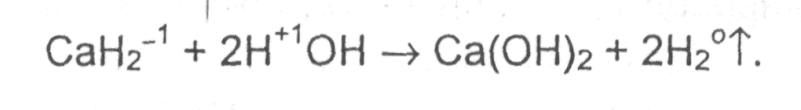 CaH₂⁻¹ + 2H⁺¹OH → Ca(OH)₂ + 2H₂⁰↑.